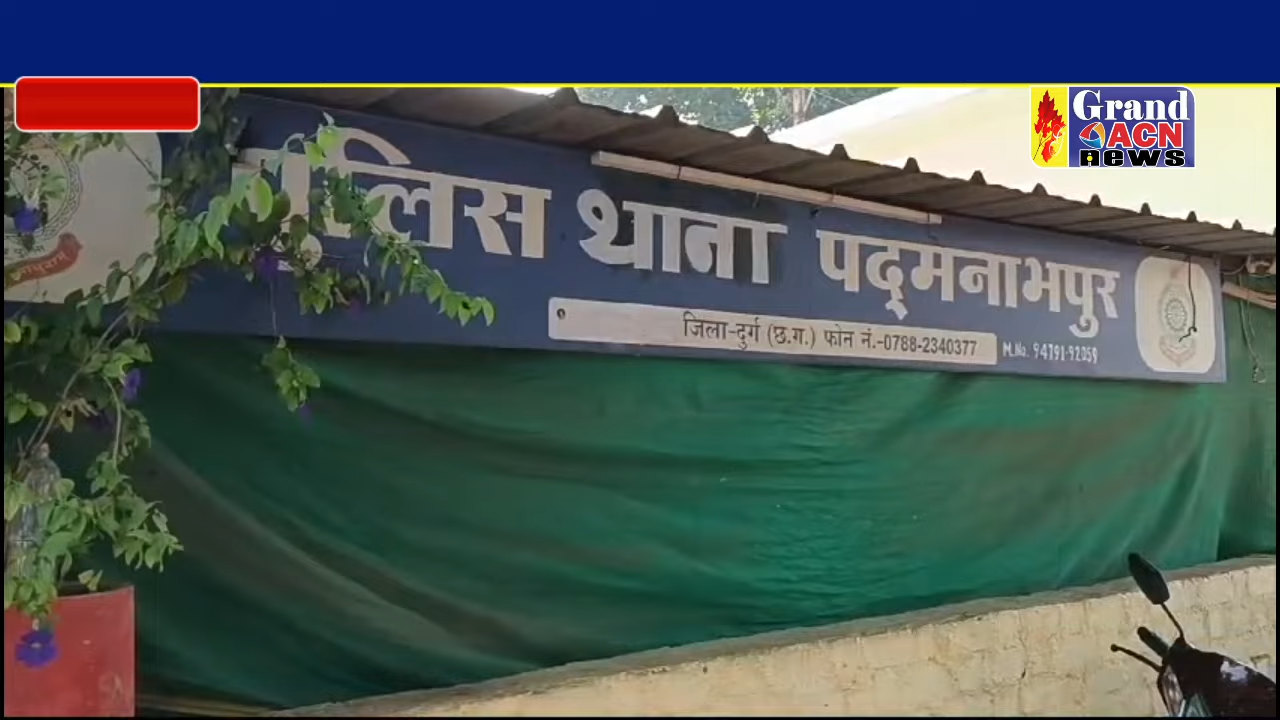 Grand
ACN
news
पुलिस थाना पद्मनाभपुर
जिला-दुर्ग (छ.ग.) फोन नं.-0788-2340377
M.No. 94791-92059